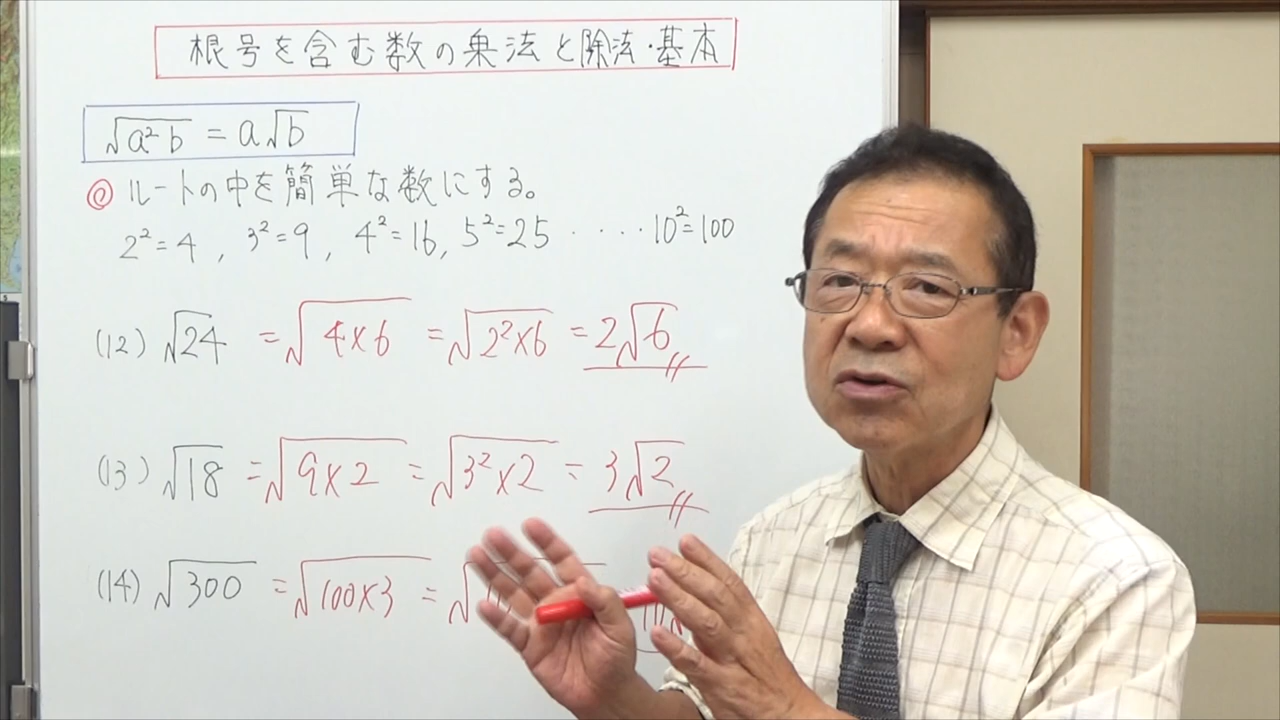 根号を含む数の乗法と除法・基本
√a²b = a√b
◎ ルートの中を簡単な数にする。
2²=4 , 3²=9 , 4²=16, 5²=25 ····· 10²=100
(12) √24 = √4×6 = √2²×6 = 2√6
(13) √18 = √9×2 = √3²×2 = 3√2
(14) √300 = √100×3 = √10